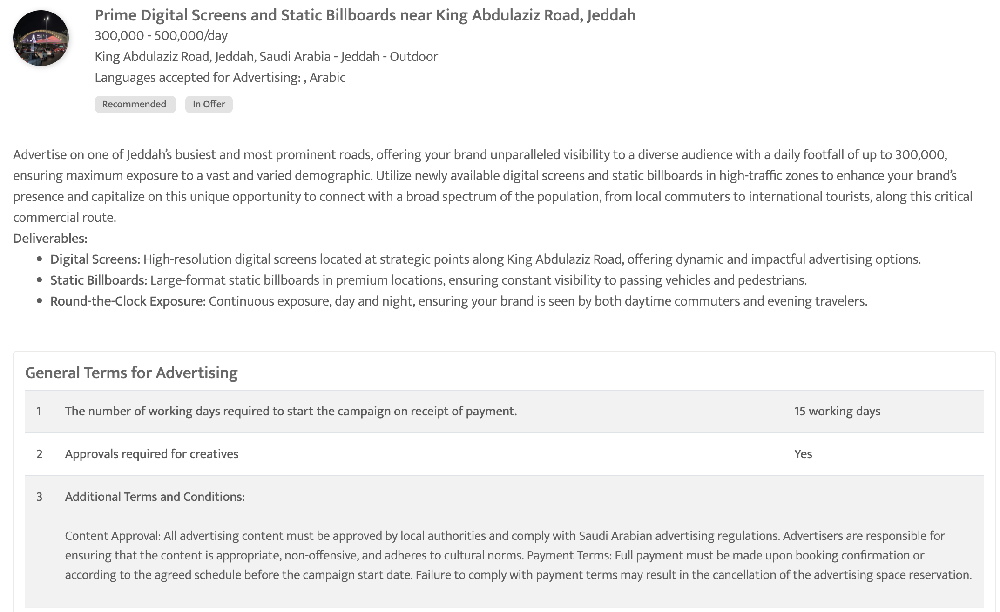 Prime Digital Screens and Static Billboards near King Abdulaziz Road, Jeddah
300,000 - 500,000/day
King Abdulaziz Road, Jeddah, Saudi Arabia - Jeddah - Outdoor
Languages accepted for Advertising: , Arabic
Recommended
In Offer
Advertise on one of Jeddah’s busiest and most prominent roads, offering your brand unparalleled visibility to a diverse audience with a daily footfall of up to 300,000,
ensuring maximum exposure to a vast and varied demographic. Utilize newly available digital screens and static billboards in high-traffic zones to enhance your brand’s
presence and capitalize on this unique opportunity to connect with a broad spectrum of the population, from local commuters to international tourists, along this critical
commercial route.
Deliverables:
• Digital Screens: High-resolution digital screens located at strategic points along King Abdulaziz Road, offering dynamic and impactful advertising options.
• Static Billboards: Large-format static billboards in premium locations, ensuring constant visibility to passing vehicles and pedestrians.
• Round-the-Clock Exposure: Continuous exposure, day and night, ensuring your brand is seen by both daytime commuters and evening travelers.
General Terms for Advertising
1 The number of working days required to start the campaign on receipt of payment. 15 working days
2 Approvals required for creatives Yes
3 Additional Terms and Conditions:
Content Approval: All advertising content must be approved by local authorities and comply with Saudi Arabian advertising regulations. Advertisers are responsible for
ensuring that the content is appropriate, non-offensive, and adheres to cultural norms. Payment Terms: Full payment must be made upon booking confirmation or
according to the agreed schedule before the campaign start date. Failure to comply with payment terms may result in the cancellation of the advertising space reservation.